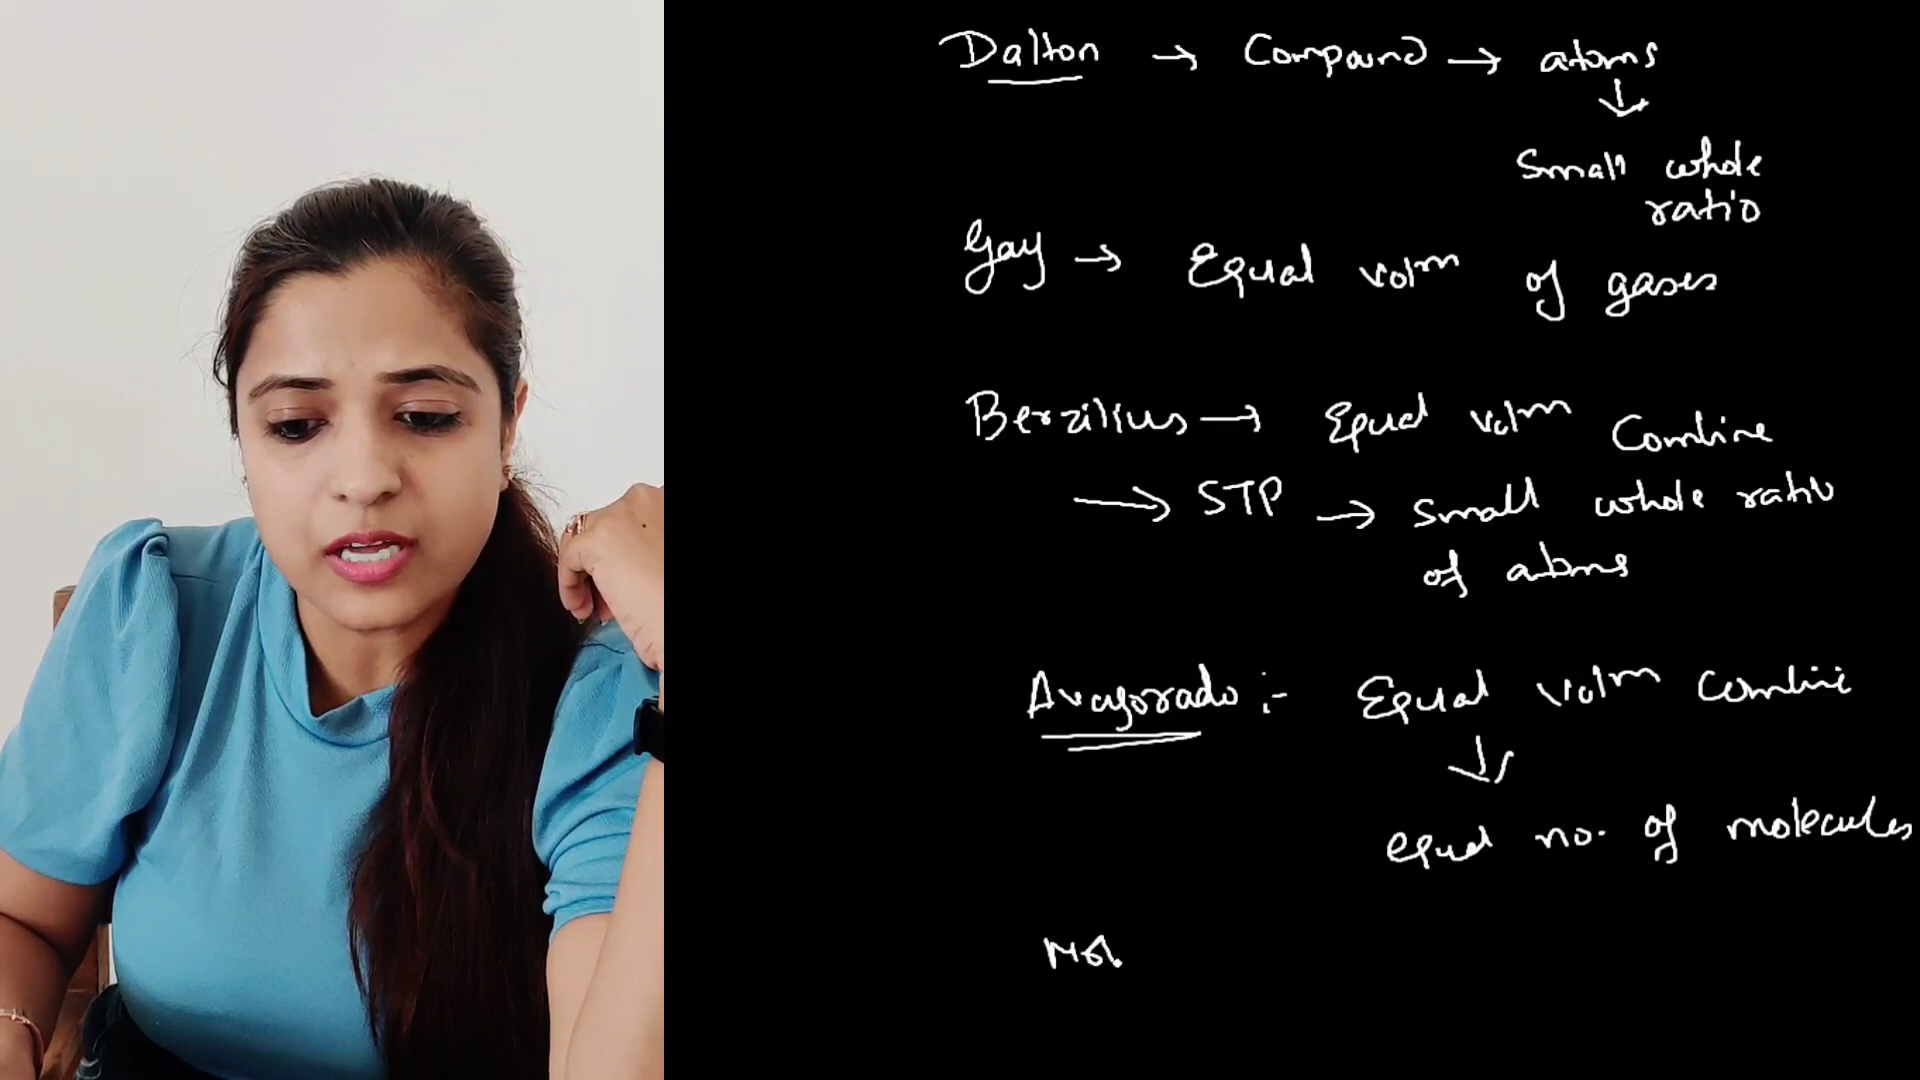 Dalton → Compound → atoms
↓
Small whole
ratio
Gay → Equal volm of gases
Berzilius → Equal volm Combine
→ STP → Small whole ratio
of atoms
Avagorado :- Equal volm combine
↓
equal no. of molecules